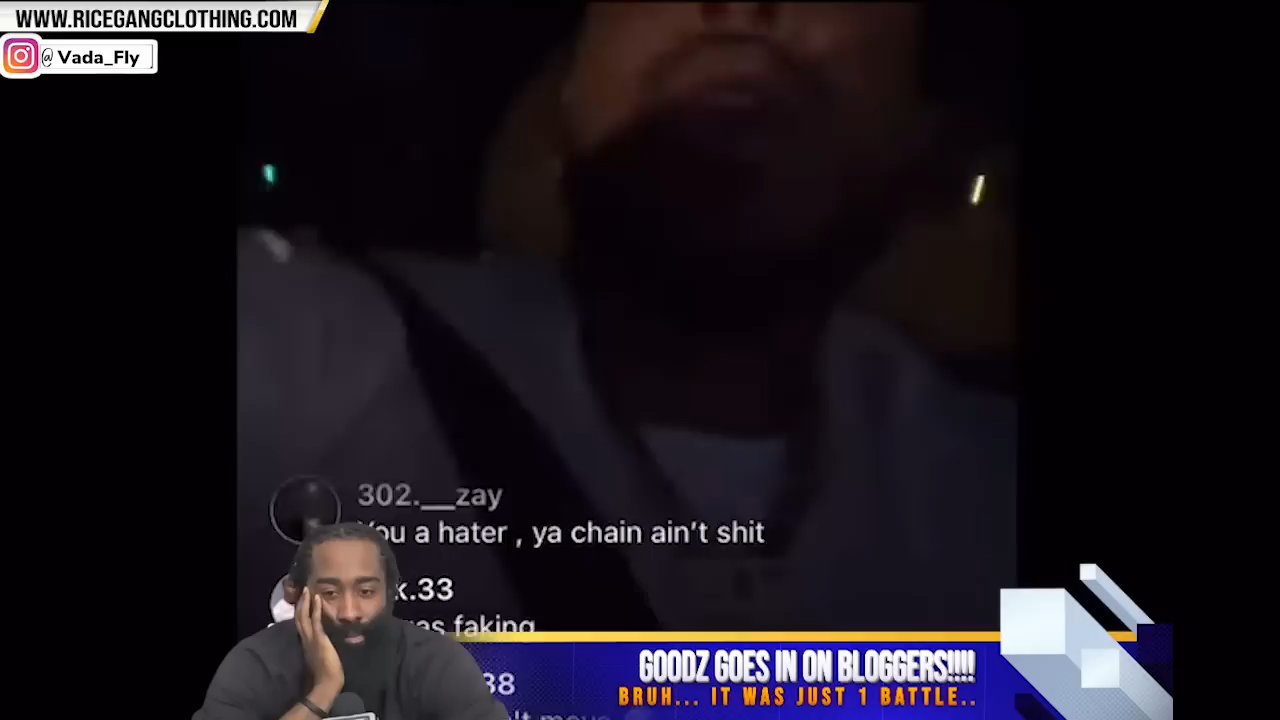 WWW.RICEGANGCLOTHING.COM
@ Vada_Fly
302.__zay
You a hater , ya chain ain't shit
k.33
as faking
38
GOODZ GOES IN ON BLOGGERS!!!!
BRUH... IT WAS JUST 1 BATTLE..